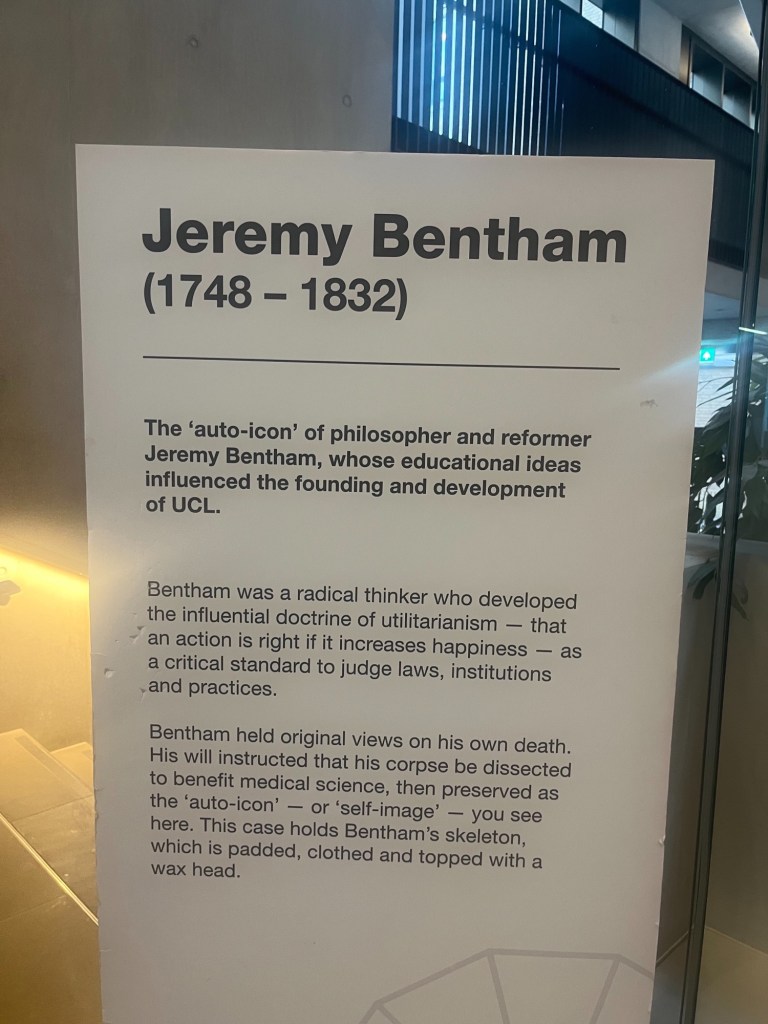 Jeremy Bentham
(1748 – 1832)
The ‘auto-icon’ of philosopher and reformer
Jeremy Bentham, whose educational ideas
influenced the founding and development
of UCL.
Bentham was a radical thinker who developed
the influential doctrine of utilitarianism — that
an action is right if it increases happiness — as
a critical standard to judge laws, institutions
and practices.
Bentham held original views on his own death.
His will instructed that his corpse be dissected
to benefit medical science, then preserved as
the ‘auto-icon’ — or ‘self-image’ — you see
here. This case holds Bentham’s skeleton,
which is padded, clothed and topped with a
wax head.